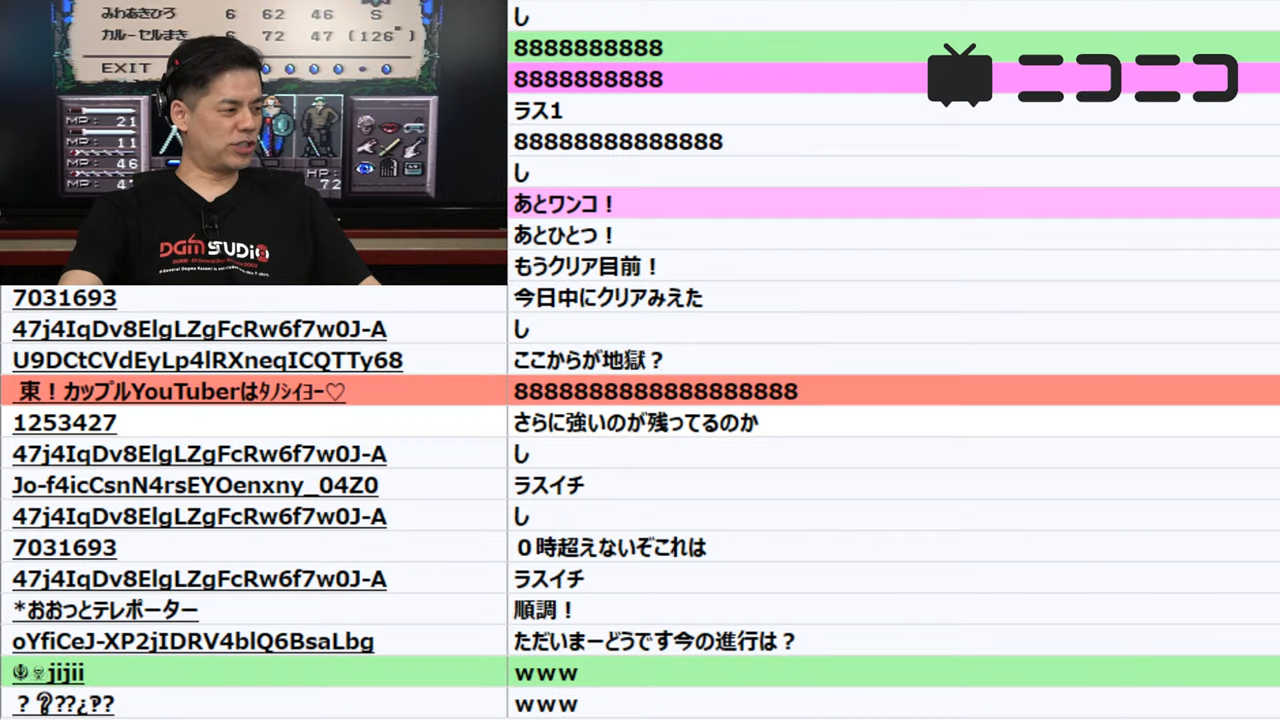 みわあきひろ 6 62 46 S
カルーセルまき 6 72 47 (126")
EXIT
MP: 21
MP: 11
MP: 46
MP:
HP:
72
DGM STUDiO
ニコニコ
し
8888888888
8888888888
ラス1
88888888888888
し
あとワンコ！
あとひとつ！
もうクリア目前！
7031693 今日中にクリアみえた
47j4IqDv8ElgLZgFcRw6f7w0J-A し
U9DCtCVdEyLp4lRXneqICQTTy68 ここからが地獄？
東！カップルYouTuberはﾀﾉｼｲﾖｰ♡ 8888888888888888888
1253427 さらに強いのが残ってるのか
47j4IqDv8ElgLZgFcRw6f7w0J-A し
Jo-f4icCsnN4rsEYOenxny_04Z0 ラスイチ
47j4IqDv8ElgLZgFcRw6f7w0J-A し
7031693 ０時超えないぞこれは
47j4IqDv8ElgLZgFcRw6f7w0J-A ラスイチ
*おおっとテレポーター 順調！
oYfiCeJ-XP2jIDRV4blQ6BsaLbg ただいまーどうです今の進行は？
jijii ｗｗｗ
ｗｗｗ